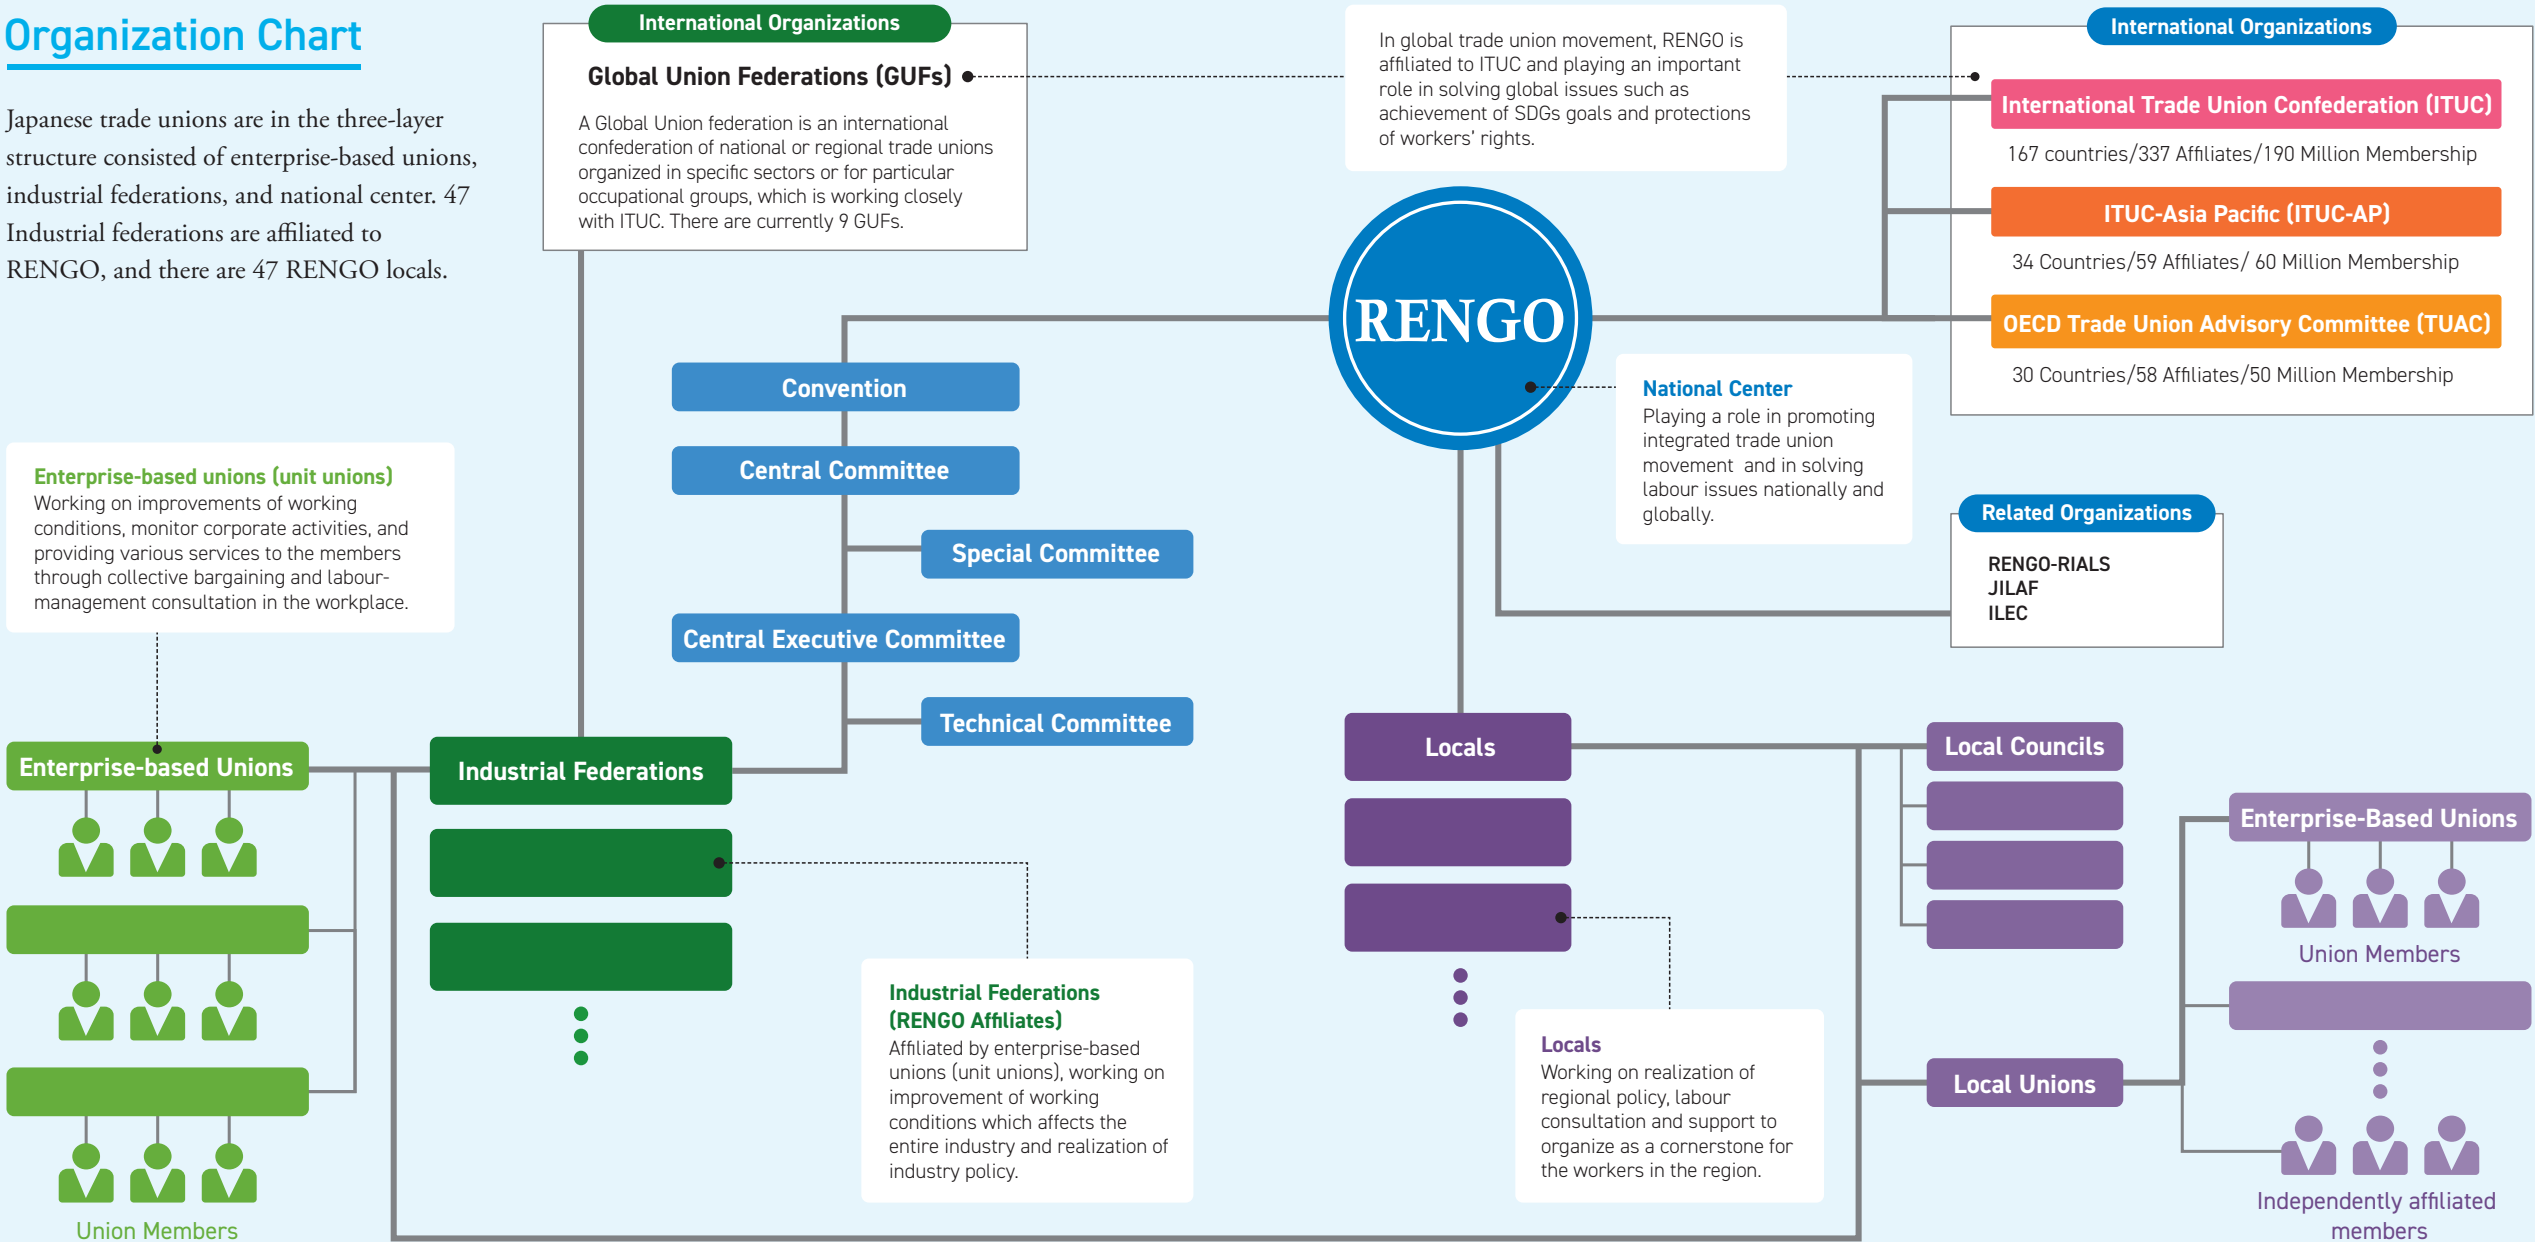 Organization Chart
Japanese trade unions are in the three-layer
structure consisted of enterprise-based unions,
industrial federations, and national center. 47
Industrial federations are affiliated to
RENGO, and there are 47 RENGO locals.
International Organizations
Global Union Federations (GUFs)
A Global Union federation is an international
confederation of national or regional trade unions
organized in specific sectors or for particular
occupational groups, which is working closely
with ITUC. There are currently 9 GUFs.
In global trade union movement, RENGO is
affiliated to ITUC and playing an important
role in solving global issues such as
achievement of SDGs goals and protections
of workers' rights.
International Organizations
International Trade Union Confederation (ITUC)
167 countries/337 Affiliates/190 Million Membership
ITUC-Asia Pacific (ITUC-AP)
34 Countries/59 Affiliates/ 60 Million Membership
OECD Trade Union Advisory Committee (TUAC)
30 Countries/58 Affiliates/50 Million Membership
RENGO
National Center
Playing a role in promoting
integrated trade union
movement and in solving
labour issues nationally and
globally.
Related Organizations
RENGO-RIALS
JILAF
ILEC
Convention
Central Committee
Special Committee
Central Executive Committee
Technical Committee
Enterprise-based unions (unit unions)
Working on improvements of working
conditions, monitor corporate activities, and
providing various services to the members
through collective bargaining and labour-
management consultation in the workplace.
Enterprise-based Unions
Union Members
Industrial Federations
Industrial Federations
(RENGO Affiliates)
Affiliated by enterprise-based
unions (unit unions), working on
improvement of working
conditions which affects the
entire industry and realization of
industry policy.
Locals
Locals
Working on realization of
regional policy, labour
consultation and support to
organize as a cornerstone for
the workers in the region.
Local Councils
Local Unions
Enterprise-Based Unions
Union Members
Independently affiliated
members